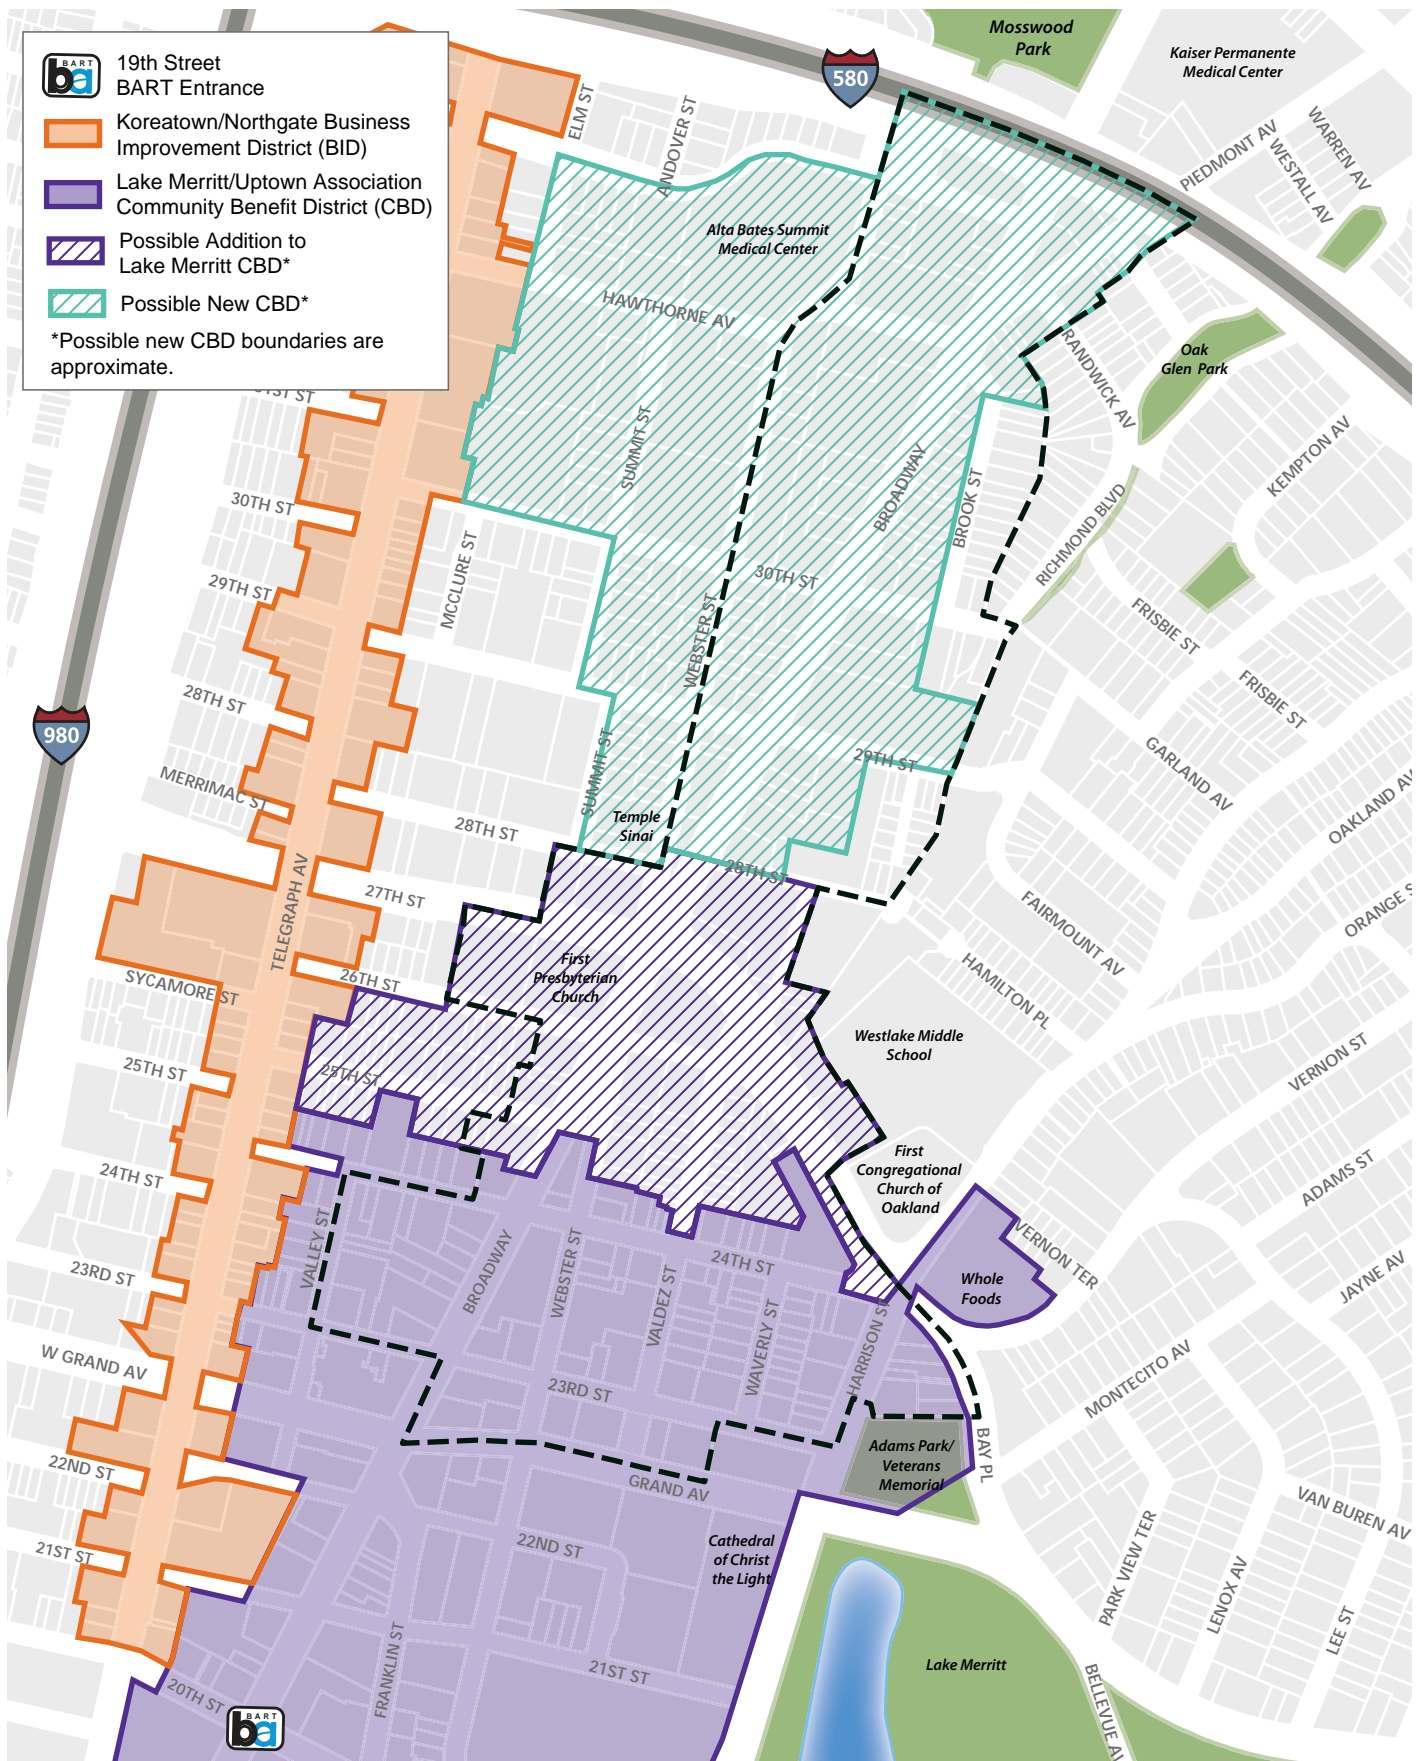 BART
ba
19th Street
BART Entrance
Koreatown/Northgate Business
Improvement District (BID)
Lake Merritt/Uptown Association
Community Benefit District (CBD)
Possible Addition to
Lake Merritt CBD*
Possible New CBD*
*Possible new CBD boundaries are
approximate.
Mosswood
Park
580
Kaiser Permanente
Medical Center
ELM ST
ANDOVER ST
PIEDMONT AV
WARREN AV
WESTALL AV
Alta Bates Summit
Medical Center
HAWTHORNE AV
RANDWICK AV
Oak
Glen Park
31ST ST
SUMMIT ST
BROADWAY
BROOK ST
KEMPTON AV
30TH ST
MCCLURE ST
RICHMOND BLVD
29TH ST
30TH ST
WEBSTER ST
FRISBIE ST
FRISBIE ST
28TH ST
980
SUMMIT ST
29TH ST
GARLAND AV
MERRIMAC ST
OAKLAND AV
Temple
Sinai
28TH ST
28TH ST
TELEGRAPH AV
27TH ST
FAIRMOUNT AV
ORANGE S
First
Presbyterian
Church
HAMILTON PL
SYCAMORE ST
26TH ST
Westlake Middle
School
VERNON ST
25TH ST
25TH ST
First
Congregational
Church of
Oakland
ADAMS ST
24TH ST
VALLEY ST
BROADWAY
WEBSTER ST
24TH ST
VERNON TER
Whole
Foods
JAYNE AV
23RD ST
VALDEZ ST
WAVERLY ST
HARRISON ST
W GRAND AV
23RD ST
MONTECITO AV
22ND ST
GRAND AV
Adams Park/
Veterans
Memorial
BAY PL
VAN BUREN AV
21ST ST
22ND ST
Cathedral
of Christ
the Light
PARK VIEW TER
LENOX AV
LEE ST
FRANKLIN ST
21ST ST
Lake Merritt
20TH ST
BELLEVUE AV
BART
ba